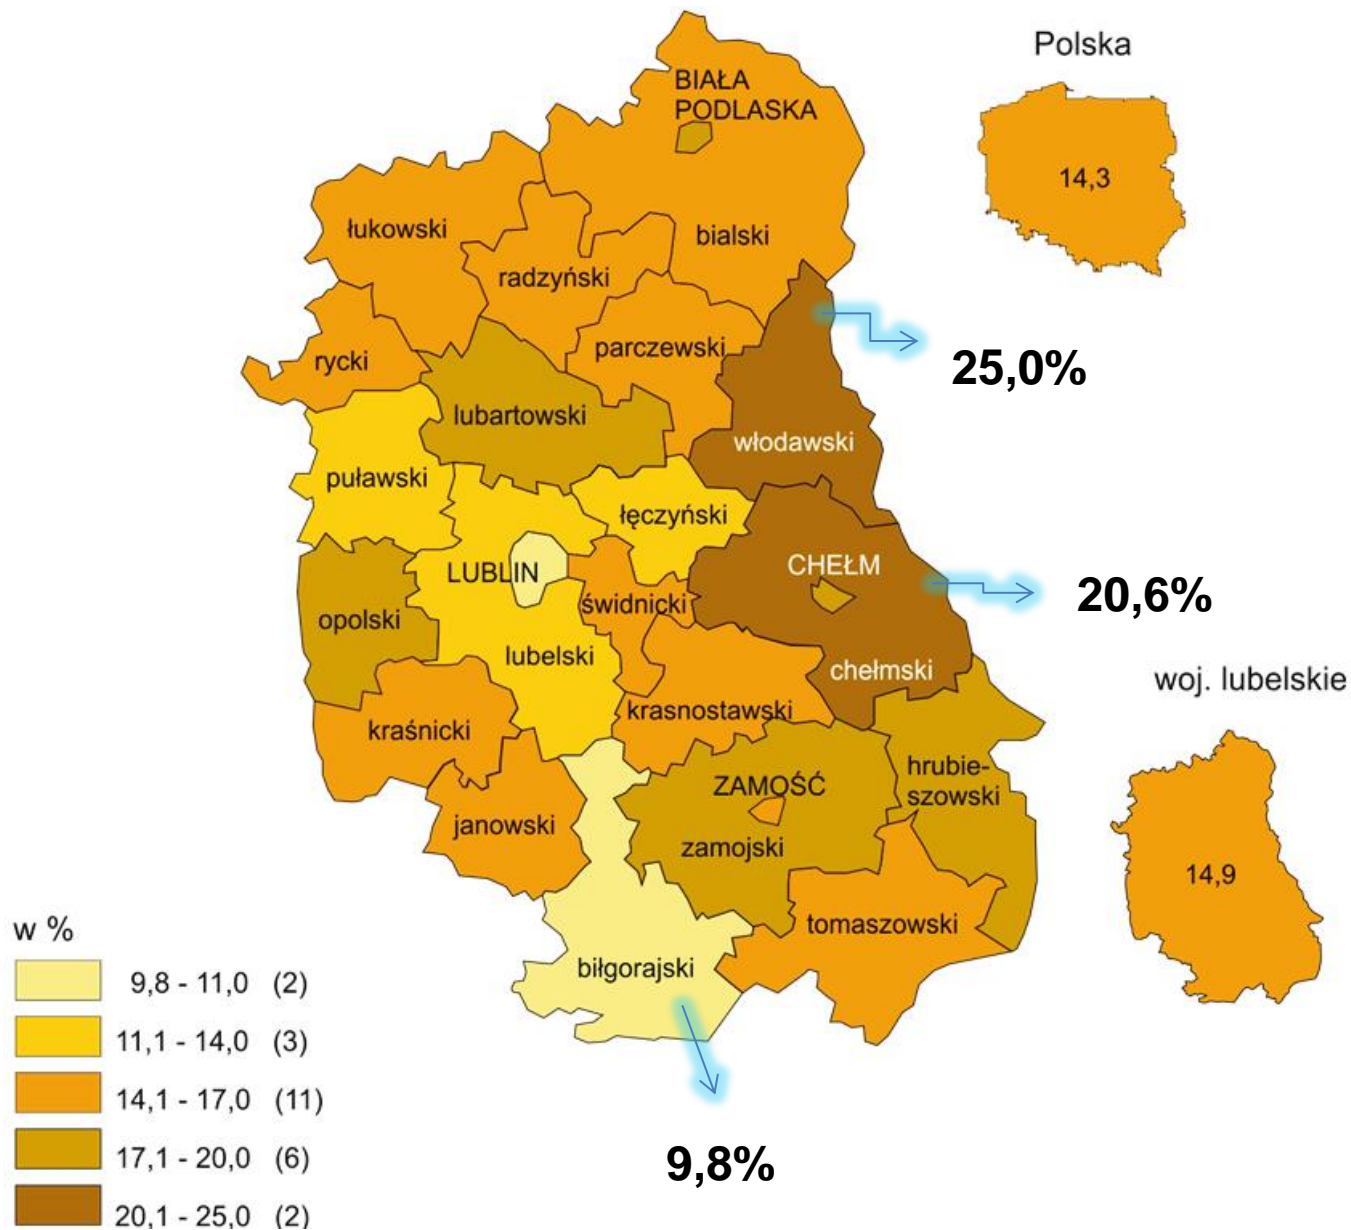 Polska
14,3
BIAŁA
PODLASKA
łukowski
bialski
radzyński
rycki
parczewski
25,0%
lubartowski
włodawski
puławski
łęczyński
LUBLIN
CHEŁM
świdnicki
20,6%
opolski
lubelski
chełmski
woj. lubelskie
krasnostawski
kraśnicki
hrubie-
szowski
ZAMOŚĆ
janowski
zamojski
14,9
tomaszowski
biłgorajski
w %
9,8 - 11,0 (2)
11,1 - 14,0 (3)
14,1 - 17,0 (11)
17,1 - 20,0 (6)
20,1 - 25,0 (2)
9,8%